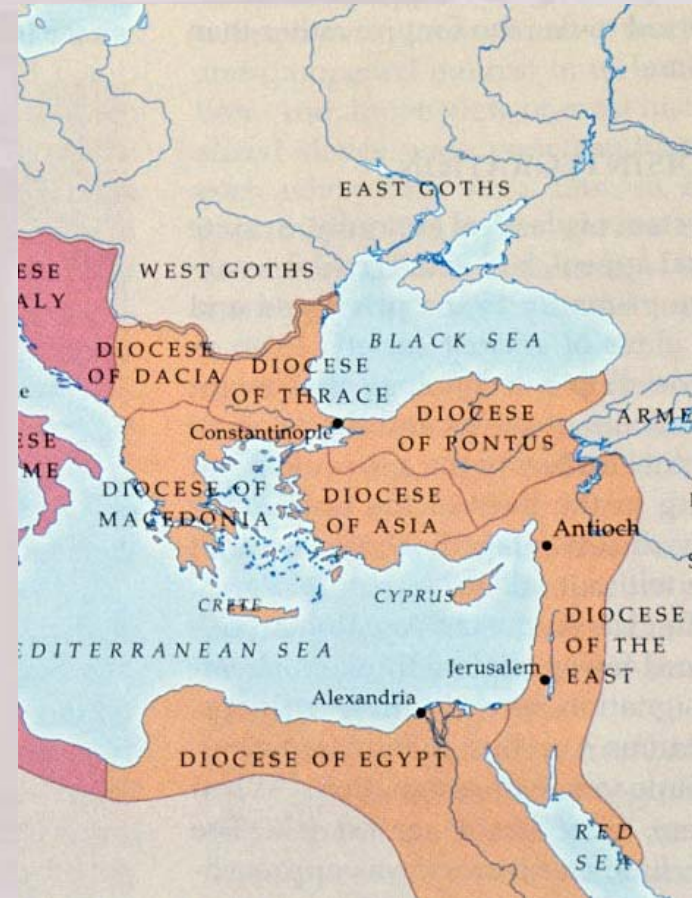 EAST GOTHS
WEST GOTHS
ESE
ALY
BLACK SEA
DIOCESE
OF DACIA
DIOCESE
OF THRACE
e
DIOCESE
OF PONTUS
ARME
Constantinople
ESE
ME
DIOCESE OF
MACEDONIA
DIOCESE
OF ASIA
Antioch
CRETE
CYPRUS
S
DIOCESE
OF THE
EAST
EDITERRANEAN SEA
Jerusalem
Alexandria
DIOCESE OF EGYPT
RED
SEA